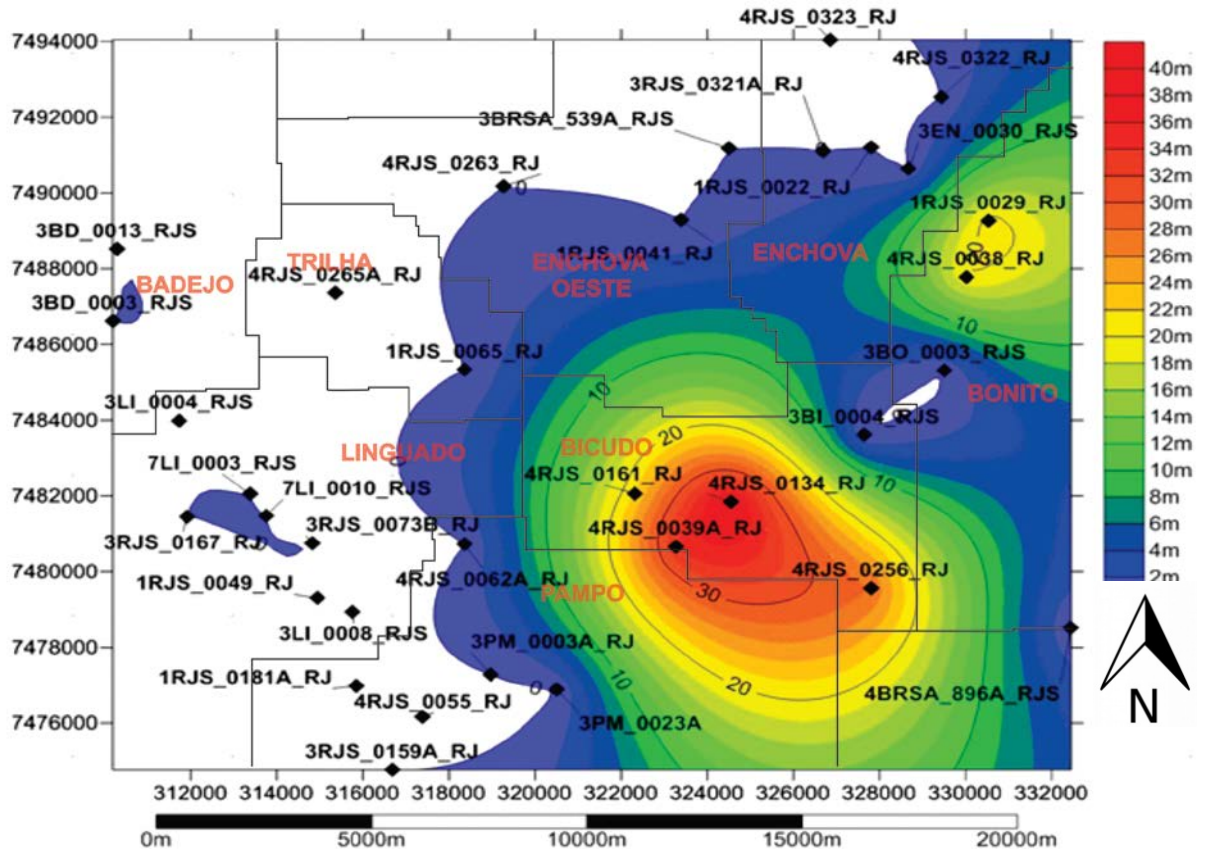 4RJS_0323_RJ
7494000
40m
4RJS_0322_RJ
38m
3RJS_0321A_RJ
36m
7492000
3BRSA_539A_RJS
3EN_0030_RJS
34m
4RJS_0263_RJ
32m
7490000
0
1RJS_0022_RJ
10
30m
1RJS_0029_RJ
28m
3BD_0013_RJS
1RJS_0041_RJ
ENCHOVA
26m
7488000
TRILHA
ENCHOVA
OESTE
4RJS_0038_RJ
4RJS_0265A_RJ
24m
BADEJO
3BD_0003_RJS
22m
10
20m
7486000
1RJS_0065_RJ
3BO_0003_RJS
18m
10
BONITO
16m
3LI_0004_RJS
3BI_0004_RJS
0
7484000
14m
20
LINGUADO
BICUDO
12m
0
7LI_0003_RJS
4RJS_0161_RJ
4RJS_0134_RJ
10
10m
7482000
7LI_0010_RJS
8m
3RJS_0167_RJ
3RJS_0073B_RJ
4RJS_0039A_RJ
6m
4m
7480000
1RJS_0049_RJ
4RJS_0062A_RJ
PAMPO
30
4RJS_0256_RJ
2m
3LI_0008_RJS
3PM_0003A_RJ
7478000
1RJS_0181A_RJ
0
10
20
4BRSA_896A_RJS
4RJS_0055_RJ
3PM_0023A
7476000
3RJS_0159A_RJ
N
312000 314000 316000 318000 320000 322000 324000 326000 328000 330000 332000
0m 5000m 10000m 15000m 20000m